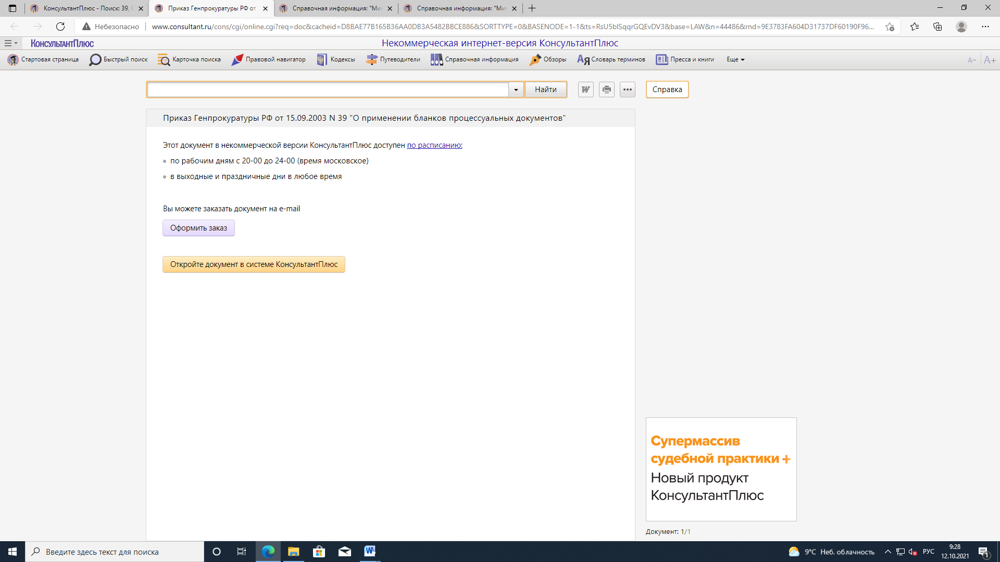 КонсультантПлюс - Поиск: 39,
Приказ Генпрокуратуры РФ от
Справочная информация: "Ми
Справочная информация: "Ми
Небезопасно
www.consultant.ru/cons/cgi/online.cgi?req=doc&cacheid=D8BAE77B165B36AA0DB3A5482BBCE886&SORTTYPE=0&BASENODE=1-1&ts=RsU5bISqqrGQEvDV3&base=LAW&n=44486&rnd=9E3783FA604D31737DF60190F96...
КонсультантПлюс
Некоммерческая интернет-версия КонсультантПлюс
Стартовая страница
Быстрый поиск
Карточка поиска
Правовой навигатор
Кодексы
Путеводители
Справочная информация
Обзоры
Словарь терминов
Пресса и книги
Еще
А−
А+
Найти
W
Справка
Приказ Генпрокуратуры РФ от 15.09.2003 N 39 "О применении бланков процессуальных документов"
Этот документ в некоммерческой версии КонсультантПлюс доступен по расписанию:
по рабочим дням с 20-00 до 24-00 (время московское)
в выходные и праздничные дни в любое время
Вы можете заказать документ на e-mail
Оформить заказ
Откройте документ в системе КонсультантПлюс
Супермассив
судебной практики +
Новый продукт
КонсультантПлюс
Документ: 1/1
Введите здесь текст для поиска
9°C Неб. облачность
РУС
9:28
12.10.2021
1